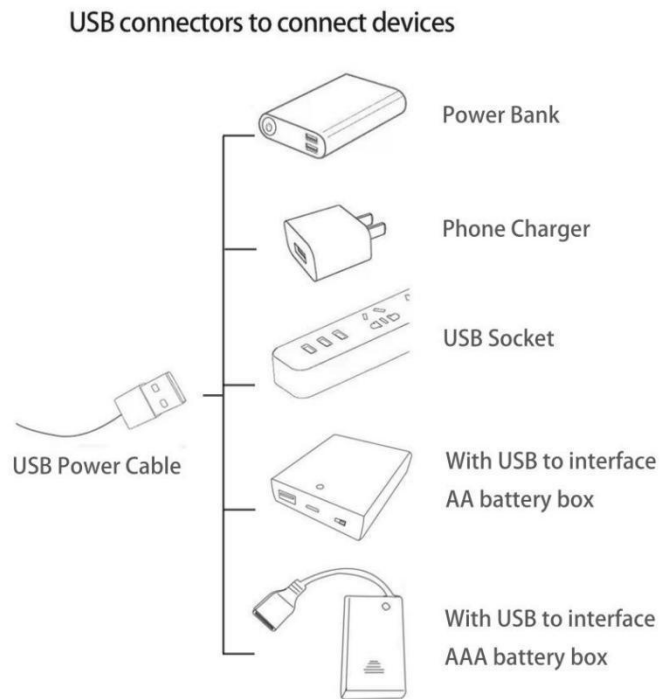 USB connectors to connect devices
Power Bank
Phone Charger
USB Socket
USB Power Cable
With USB to interface
AA battery box
With USB to interface
AAA battery box